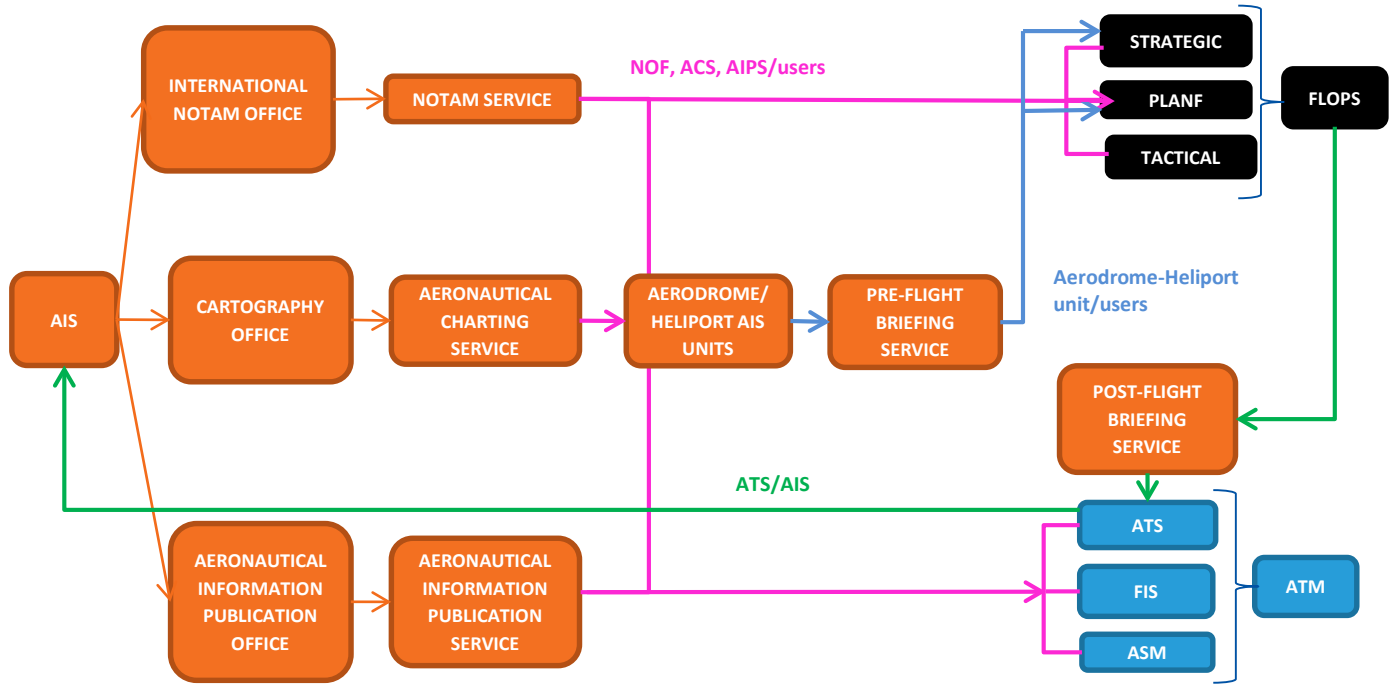 STRATEGIC
INTERNATIONAL
NOTAM OFFICE
NOTAM SERVICE
NOF, ACS, AIPS/users
PLANF
FLOPS
TACTICAL
AIS
CARTOGRAPHY
OFFICE
AERONAUTICAL
CHARTING
SERVICE
AERODROME/
HELIPORT AIS
UNITS
PRE-FLIGHT
BRIEFING
SERVICE
Aerodrome-Heliport
unit/users
POST-FLIGHT
BRIEFING
SERVICE
ATS/AIS
ATS
AERONAUTICAL
INFORMATION
PUBLICATION
OFFICE
AERONAUTICAL
INFORMATION
PUBLICATION
SERVICE
FIS
ATM
ASM